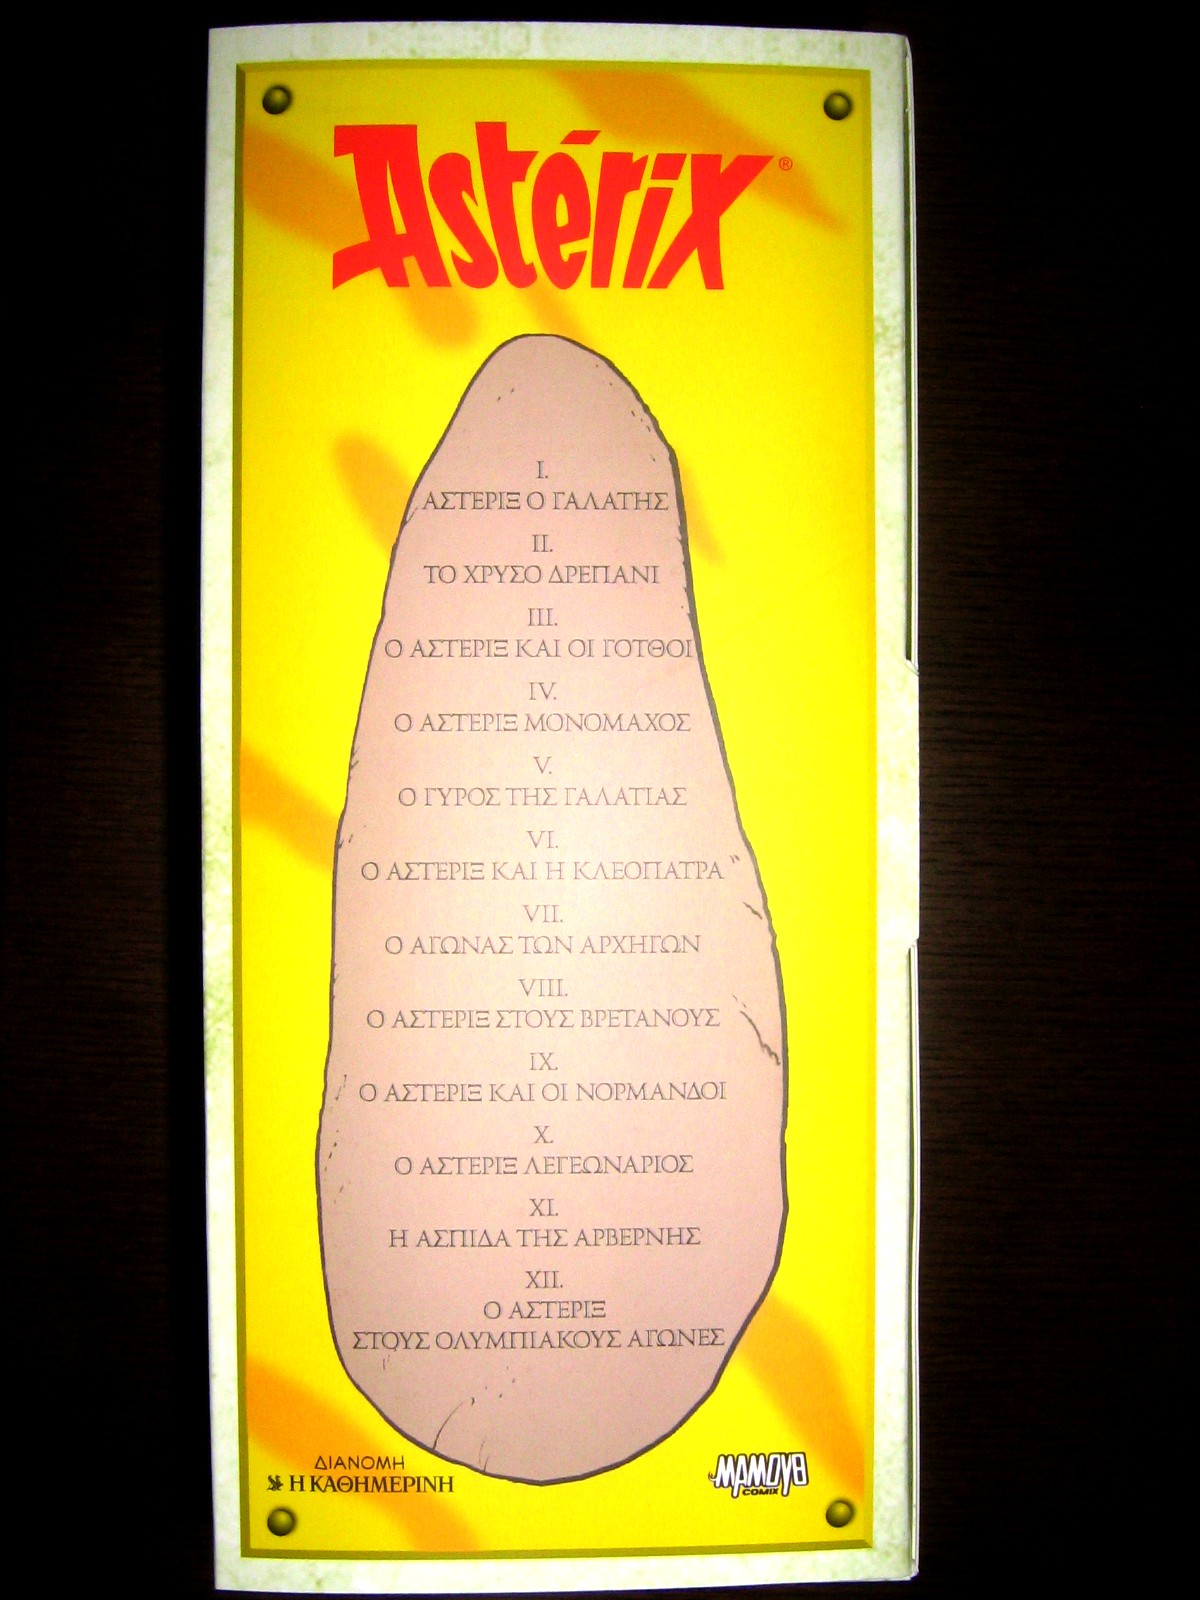 Astérix®
I.
ΑΣΤΕΡΙΞ Ο ΓΑΛΑΤΗΣ
II.
ΤΟ ΧΡΥΣΟ ΔΡΕΠΑΝΙ
III.
Ο ΑΣΤΕΡΙΞ ΚΑΙ ΟΙ ΓΟΤΘΟΙ
IV.
Ο ΑΣΤΕΡΙΞ ΜΟΝΟΜΑΧΟΣ
V.
Ο ΓΥΡΟΣ ΤΗΣ ΓΑΛΑΤΙΑΣ
VI.
Ο ΑΣΤΕΡΙΞ ΚΑΙ Η ΚΛΕΟΠΑΤΡΑ
VII.
Ο ΑΓΩΝΑΣ ΤΩΝ ΑΡΧΗΓΩΝ
VIII.
Ο ΑΣΤΕΡΙΞ ΣΤΟΥΣ ΒΡΕΤΑΝΟΥΣ
IX.
Ο ΑΣΤΕΡΙΞ ΚΑΙ ΟΙ ΝΟΡΜΑΝΔΟΙ
X.
Ο ΑΣΤΕΡΙΞ ΛΕΓΕΩΝΑΡΙΟΣ
XI.
Η ΑΣΠΙΔΑ ΤΗΣ ΑΡΒΕΡΝΗΣ
XII.
Ο ΑΣΤΕΡΙΞ
ΣΤΟΥΣ ΟΛΥΜΠΙΑΚΟΥΣ ΑΓΩΝΕΣ
ΔΙΑΝΟΜΗ
Η ΚΑΘΗΜΕΡΙΝΗ
ΜΑΜΟΥΘ
COMIX